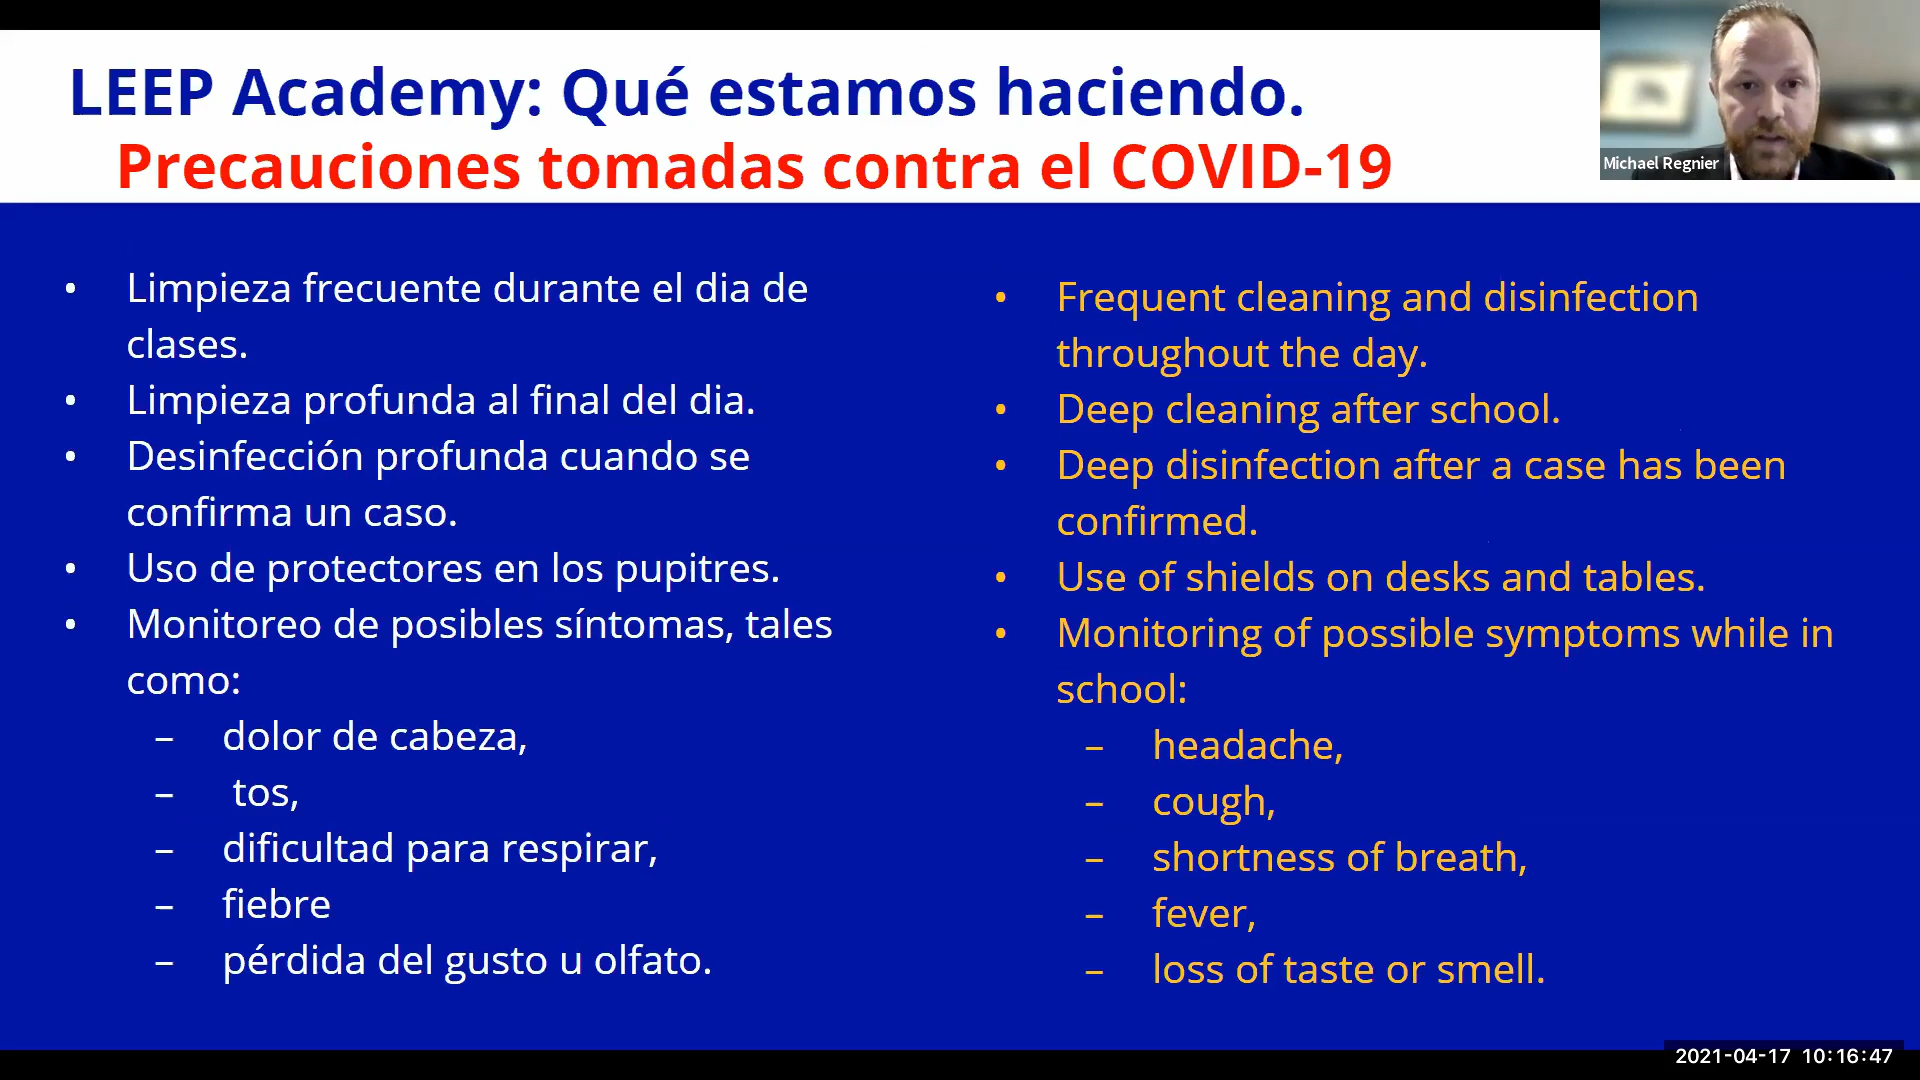 LEEP Academy: Qué estamos haciendo.
Precauciones tomadas contra el COVID-19
Michael Regnier
• Limpieza frecuente durante el dia de
clases.
• Limpieza profunda al final del dia.
• Desinfección profunda cuando se
confirma un caso.
• Uso de protectores en los pupitres.
• Monitoreo de posibles síntomas, tales
como:
– dolor de cabeza,
– tos,
– dificultad para respirar,
– fiebre
– pérdida del gusto u olfato.
• Frequent cleaning and disinfection
throughout the day.
• Deep cleaning after school.
• Deep disinfection after a case has been
confirmed.
• Use of shields on desks and tables.
• Monitoring of possible symptoms while in
school:
– headache,
– cough,
– shortness of breath,
– fever,
– loss of taste or smell.
2021-04-17 10:16:47